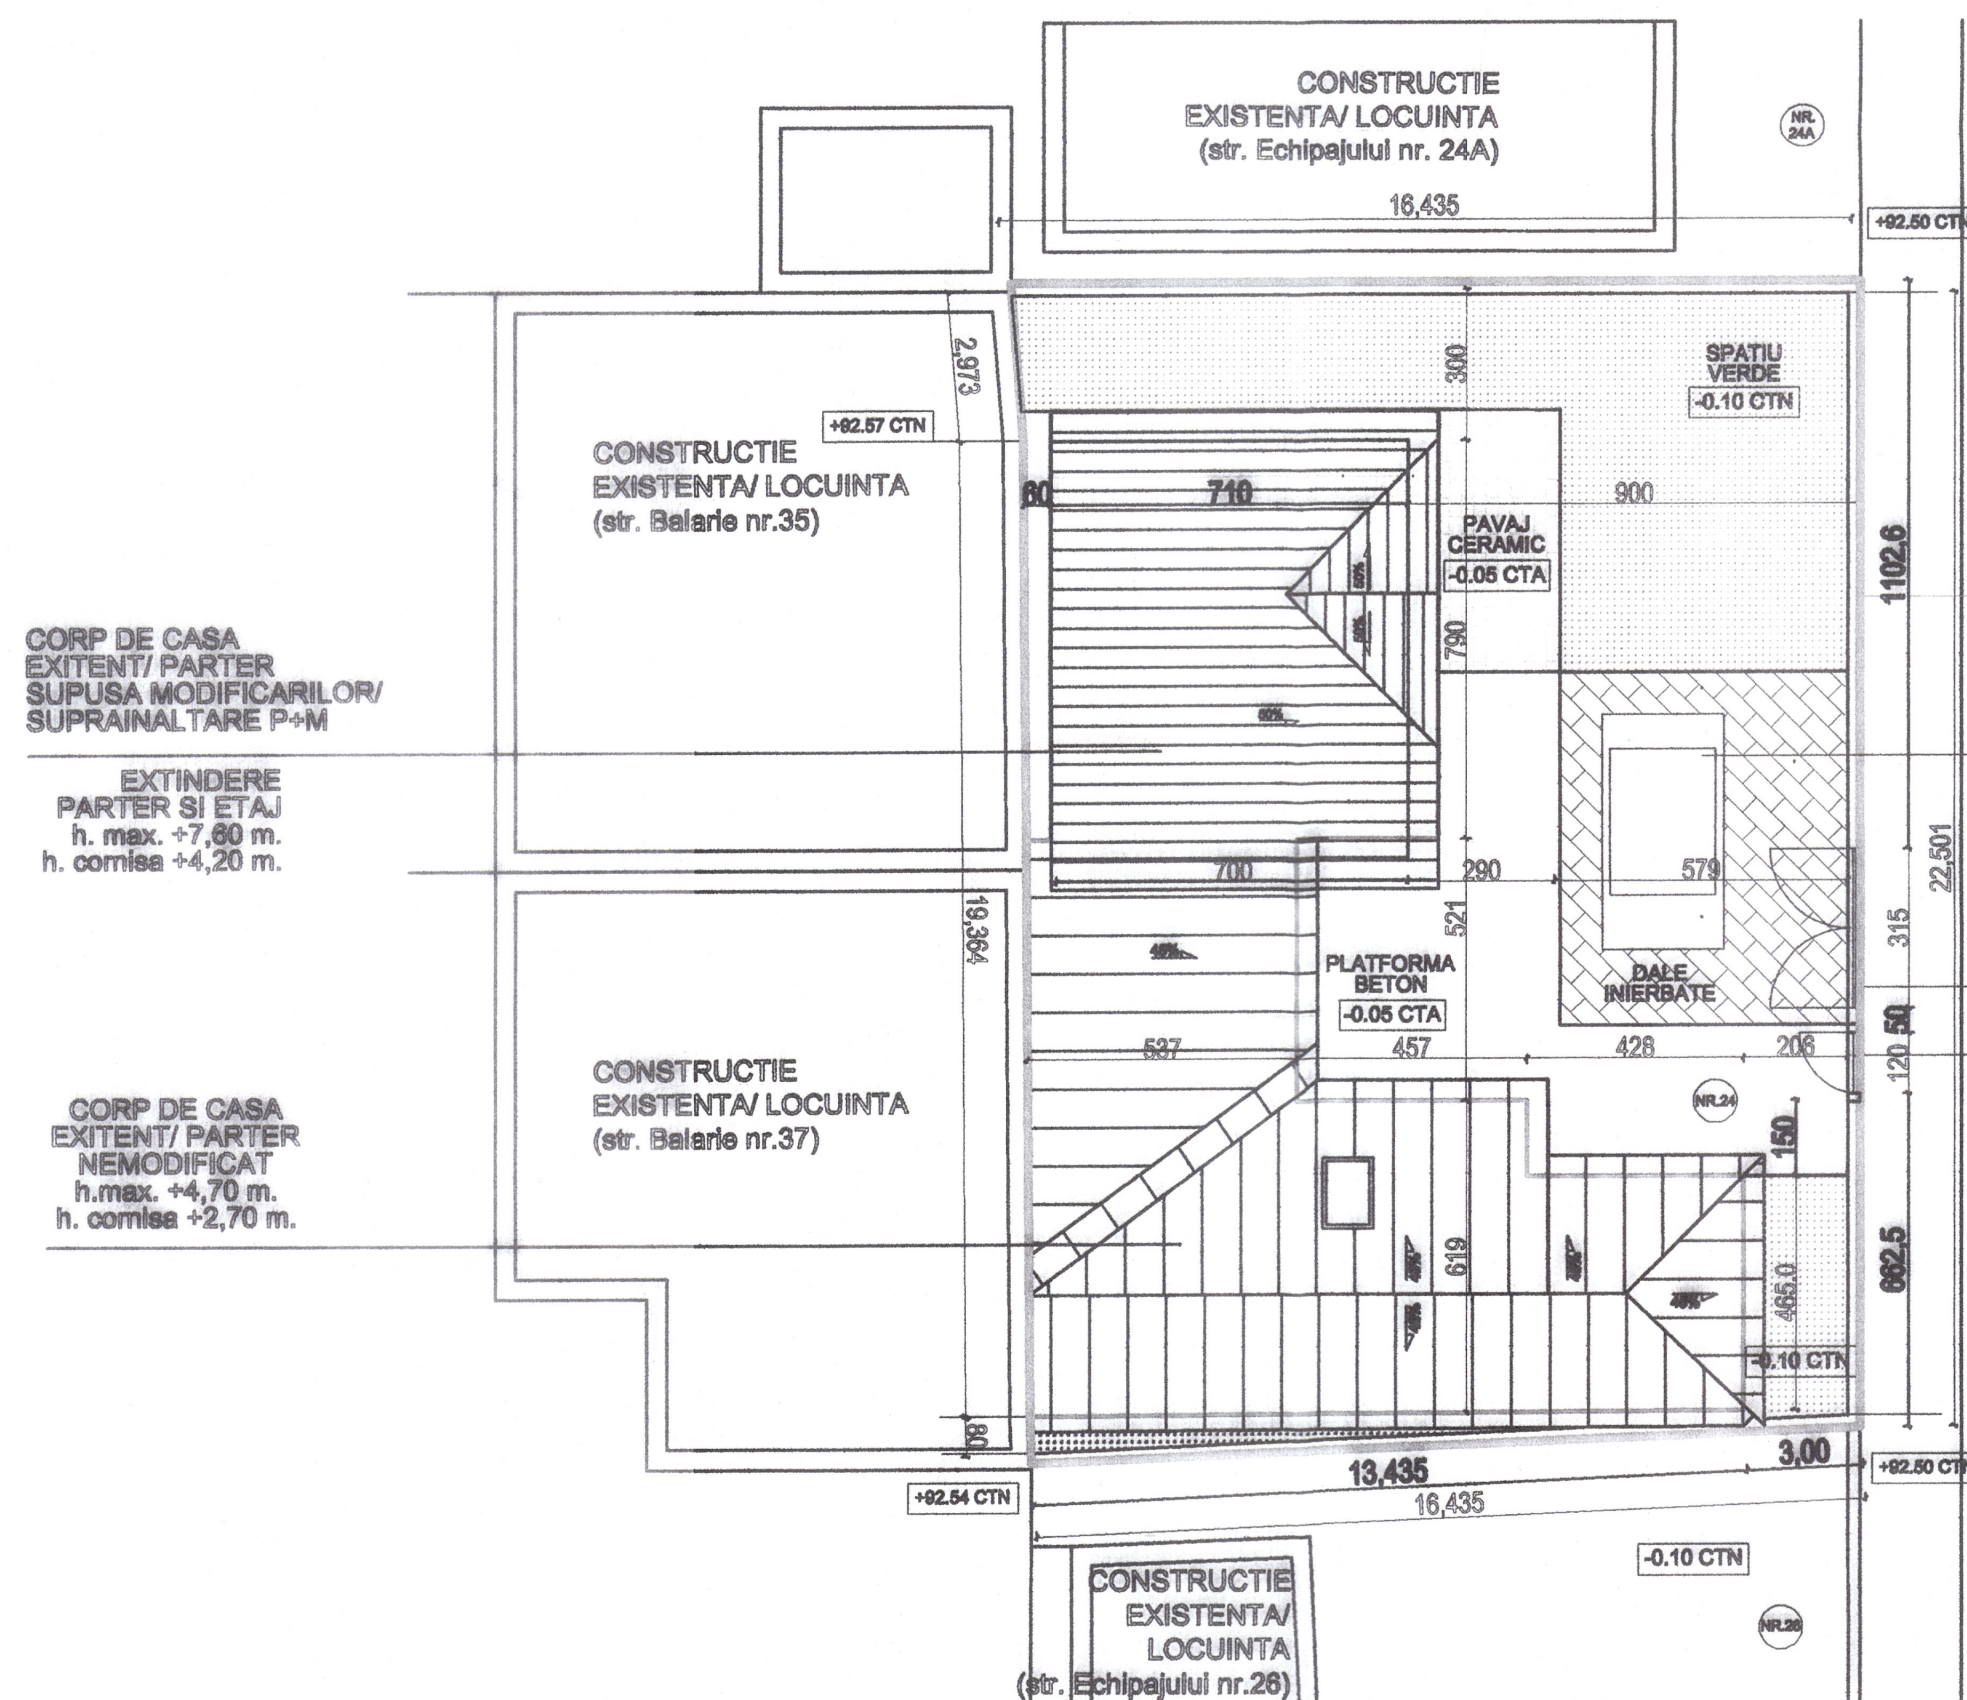 CONSTRUCTIE
EXISTENTA/ LOCUINTA
(str. Echipajului nr. 24A)
NR.
24A
16,435
+92.50 CTN
2,973
300
SPATIU
VERDE
-0.10 CTN
+92.57 CTN
CONSTRUCTIE
EXISTENTA/ LOCUINTA
(str. Balarie nr.35)
60
710
900
PAVAJ
CERAMIC
-0.05 CTA
1102,6
50%
50%
790
CORP DE CASA
EXITENT/ PARTER
SUPUSA MODIFICARILOR/
SUPRAINALTARE P+M
50%
EXTINDERE
PARTER SI ETAJ
h. max. +7,60 m.
h. cornisa +4,20 m.
700
290
579
22,501
19,364
521
315
45%
PLATFORMA
BETON
-0.05 CTA
DALE
INIERBATE
50
537
457
428
206
120
CONSTRUCTIE
EXISTENTA/ LOCUINTA
(str. Balarie nr.37)
NR.24
150
CORP DE CASA
EXITENT/ PARTER
NEMODIFICAT
h.max. +4,70 m.
h. cornisa +2,70 m.
619
662,5
465.0
45%
-0.10 CTN
80
13,435
3,00
+92.50 CTN
+92.54 CTN
16,435
-0.10 CTN
CONSTRUCTIE
EXISTENTA/
LOCUINTA
(str. Echipajului nr.26)
NR.26